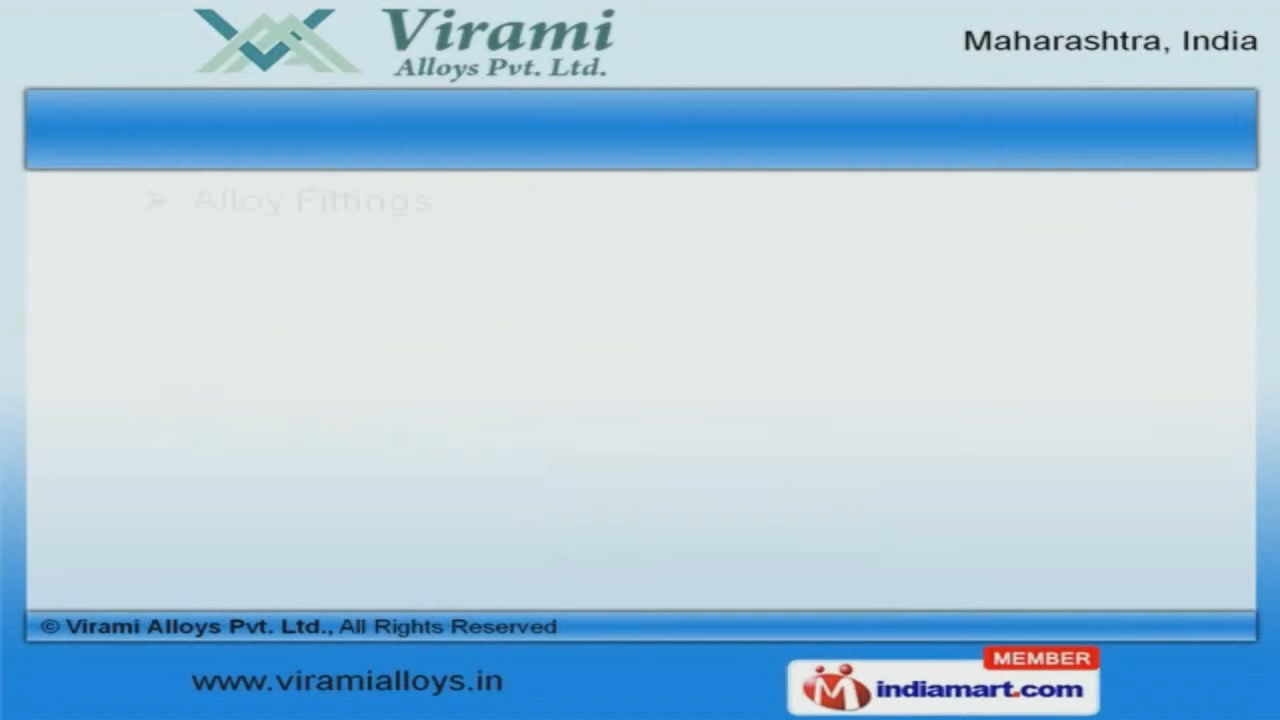 Virami
Alloys Pvt. Ltd.
Maharashtra, India
➢ Alloy Fittings
© Virami Alloys Pvt. Ltd., All Rights Reserved
www.viramialloys.in
MEMBER
indiamart.com